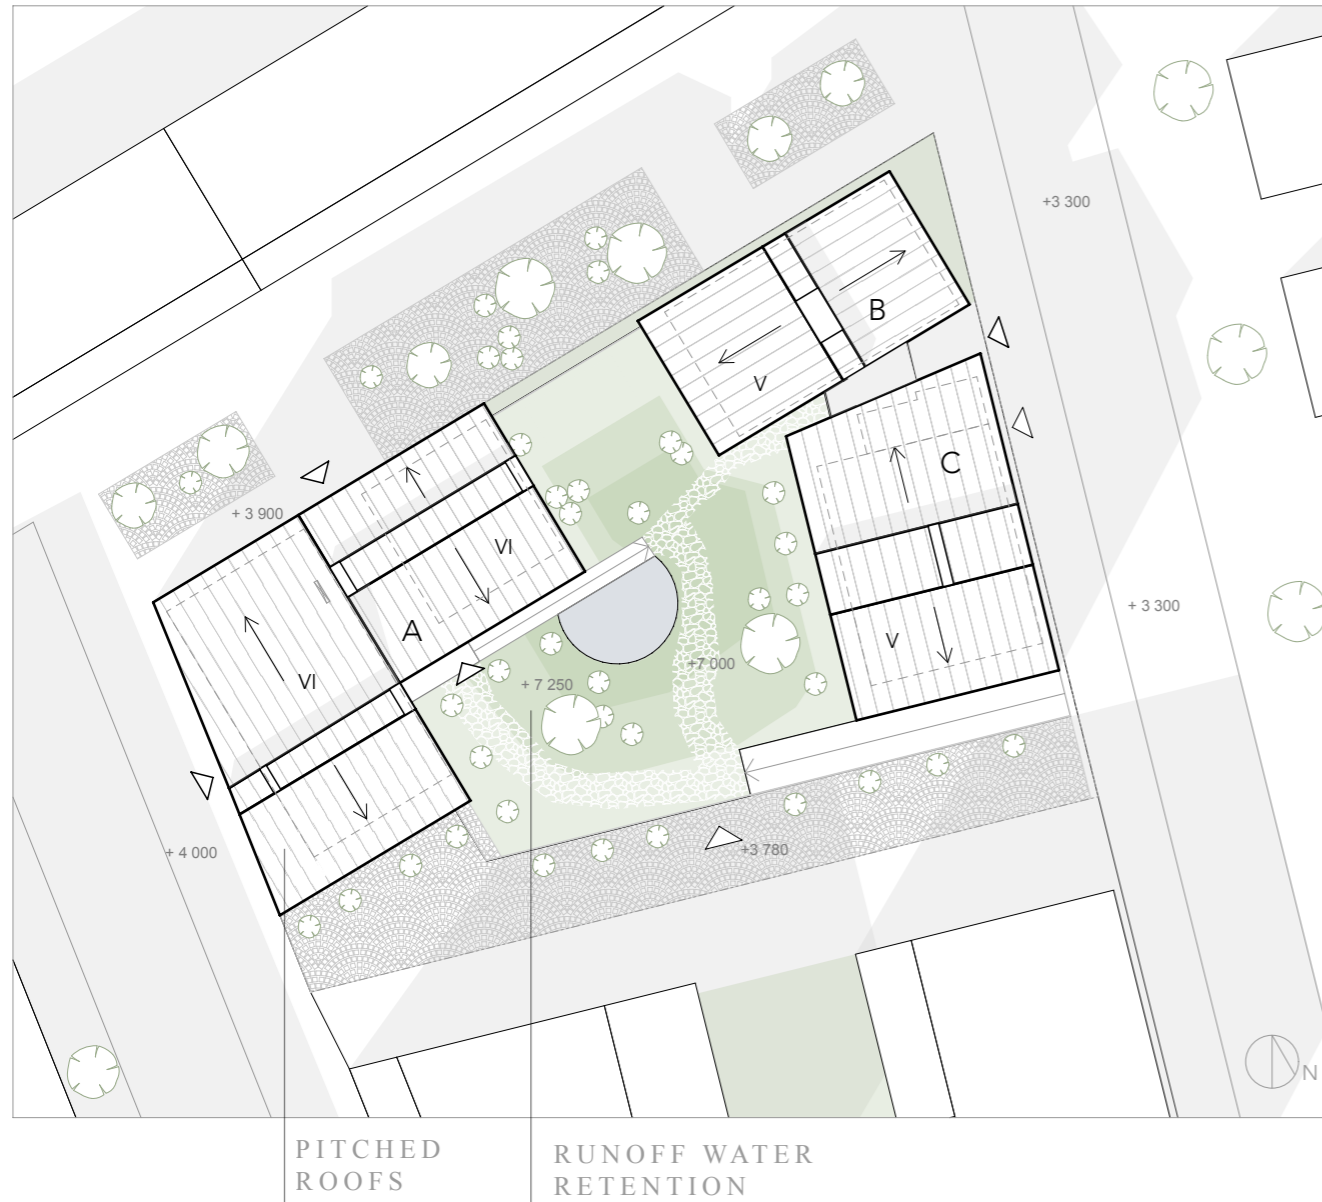 +3 300
B
V
C
+ 3 900
VI
A
+ 3 300
V
VI
+7 000
+ 7 250
+ 4 000
+3 780
N
PITCHED
ROOFS
RUNOFF WATER
RETENTION